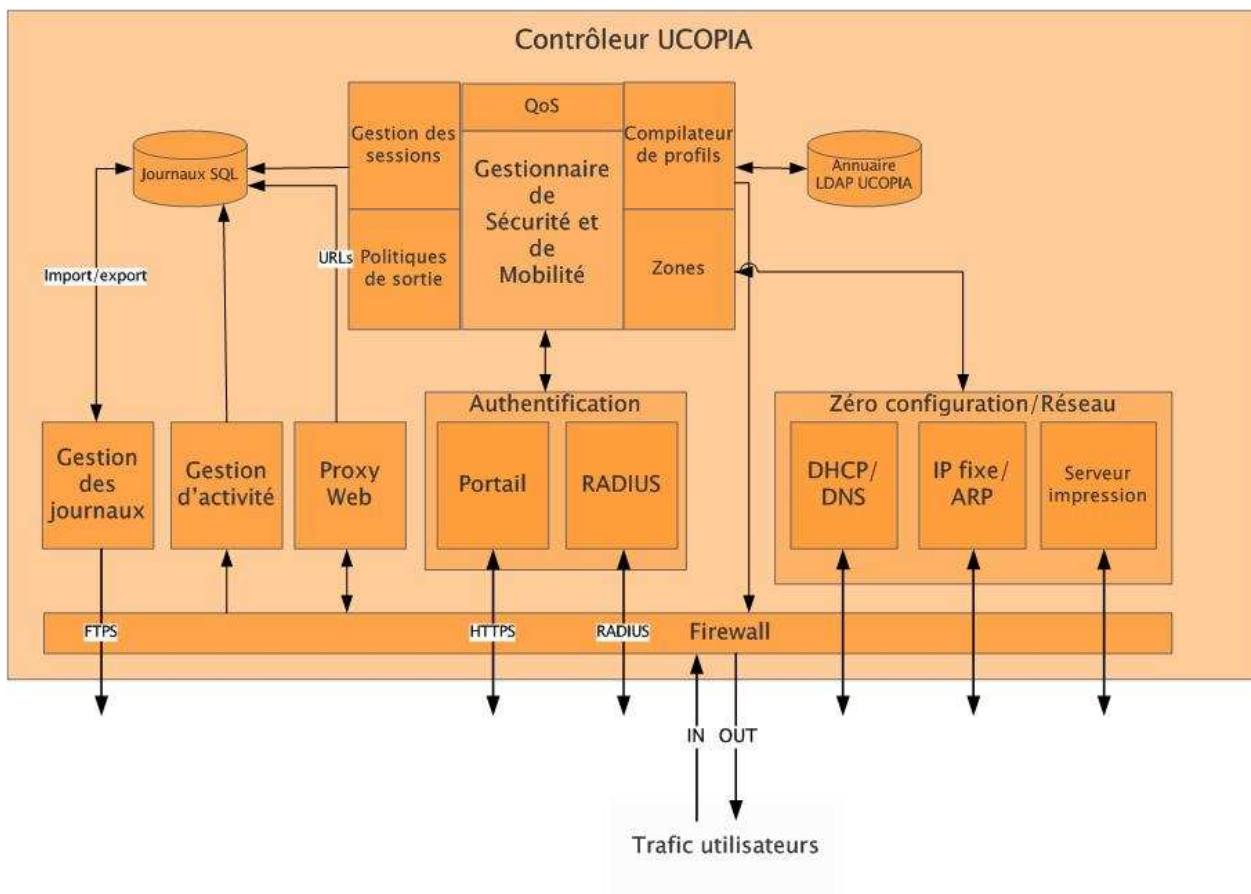 Contrôleur UCOPIA
QoS
Gestion des
sessions
Compilateur
de profils
Journaux SQL
Gestionnaire
de
Sécurité et
de
Mobilité
Annuaire
LDAP UCOPIA
Import/export
URLs
Politiques
de sortie
Zones
Authentification
Zéro configuration/Réseau
Gestion
des
journaux
Gestion
d'activité
Proxy
Web
Portail
RADIUS
DHCP/
DNS
IP fixe/
ARP
Serveur
impression
FTPS
HTTPS
RADIUS
Firewall
IN
OUT
Trafic utilisateurs